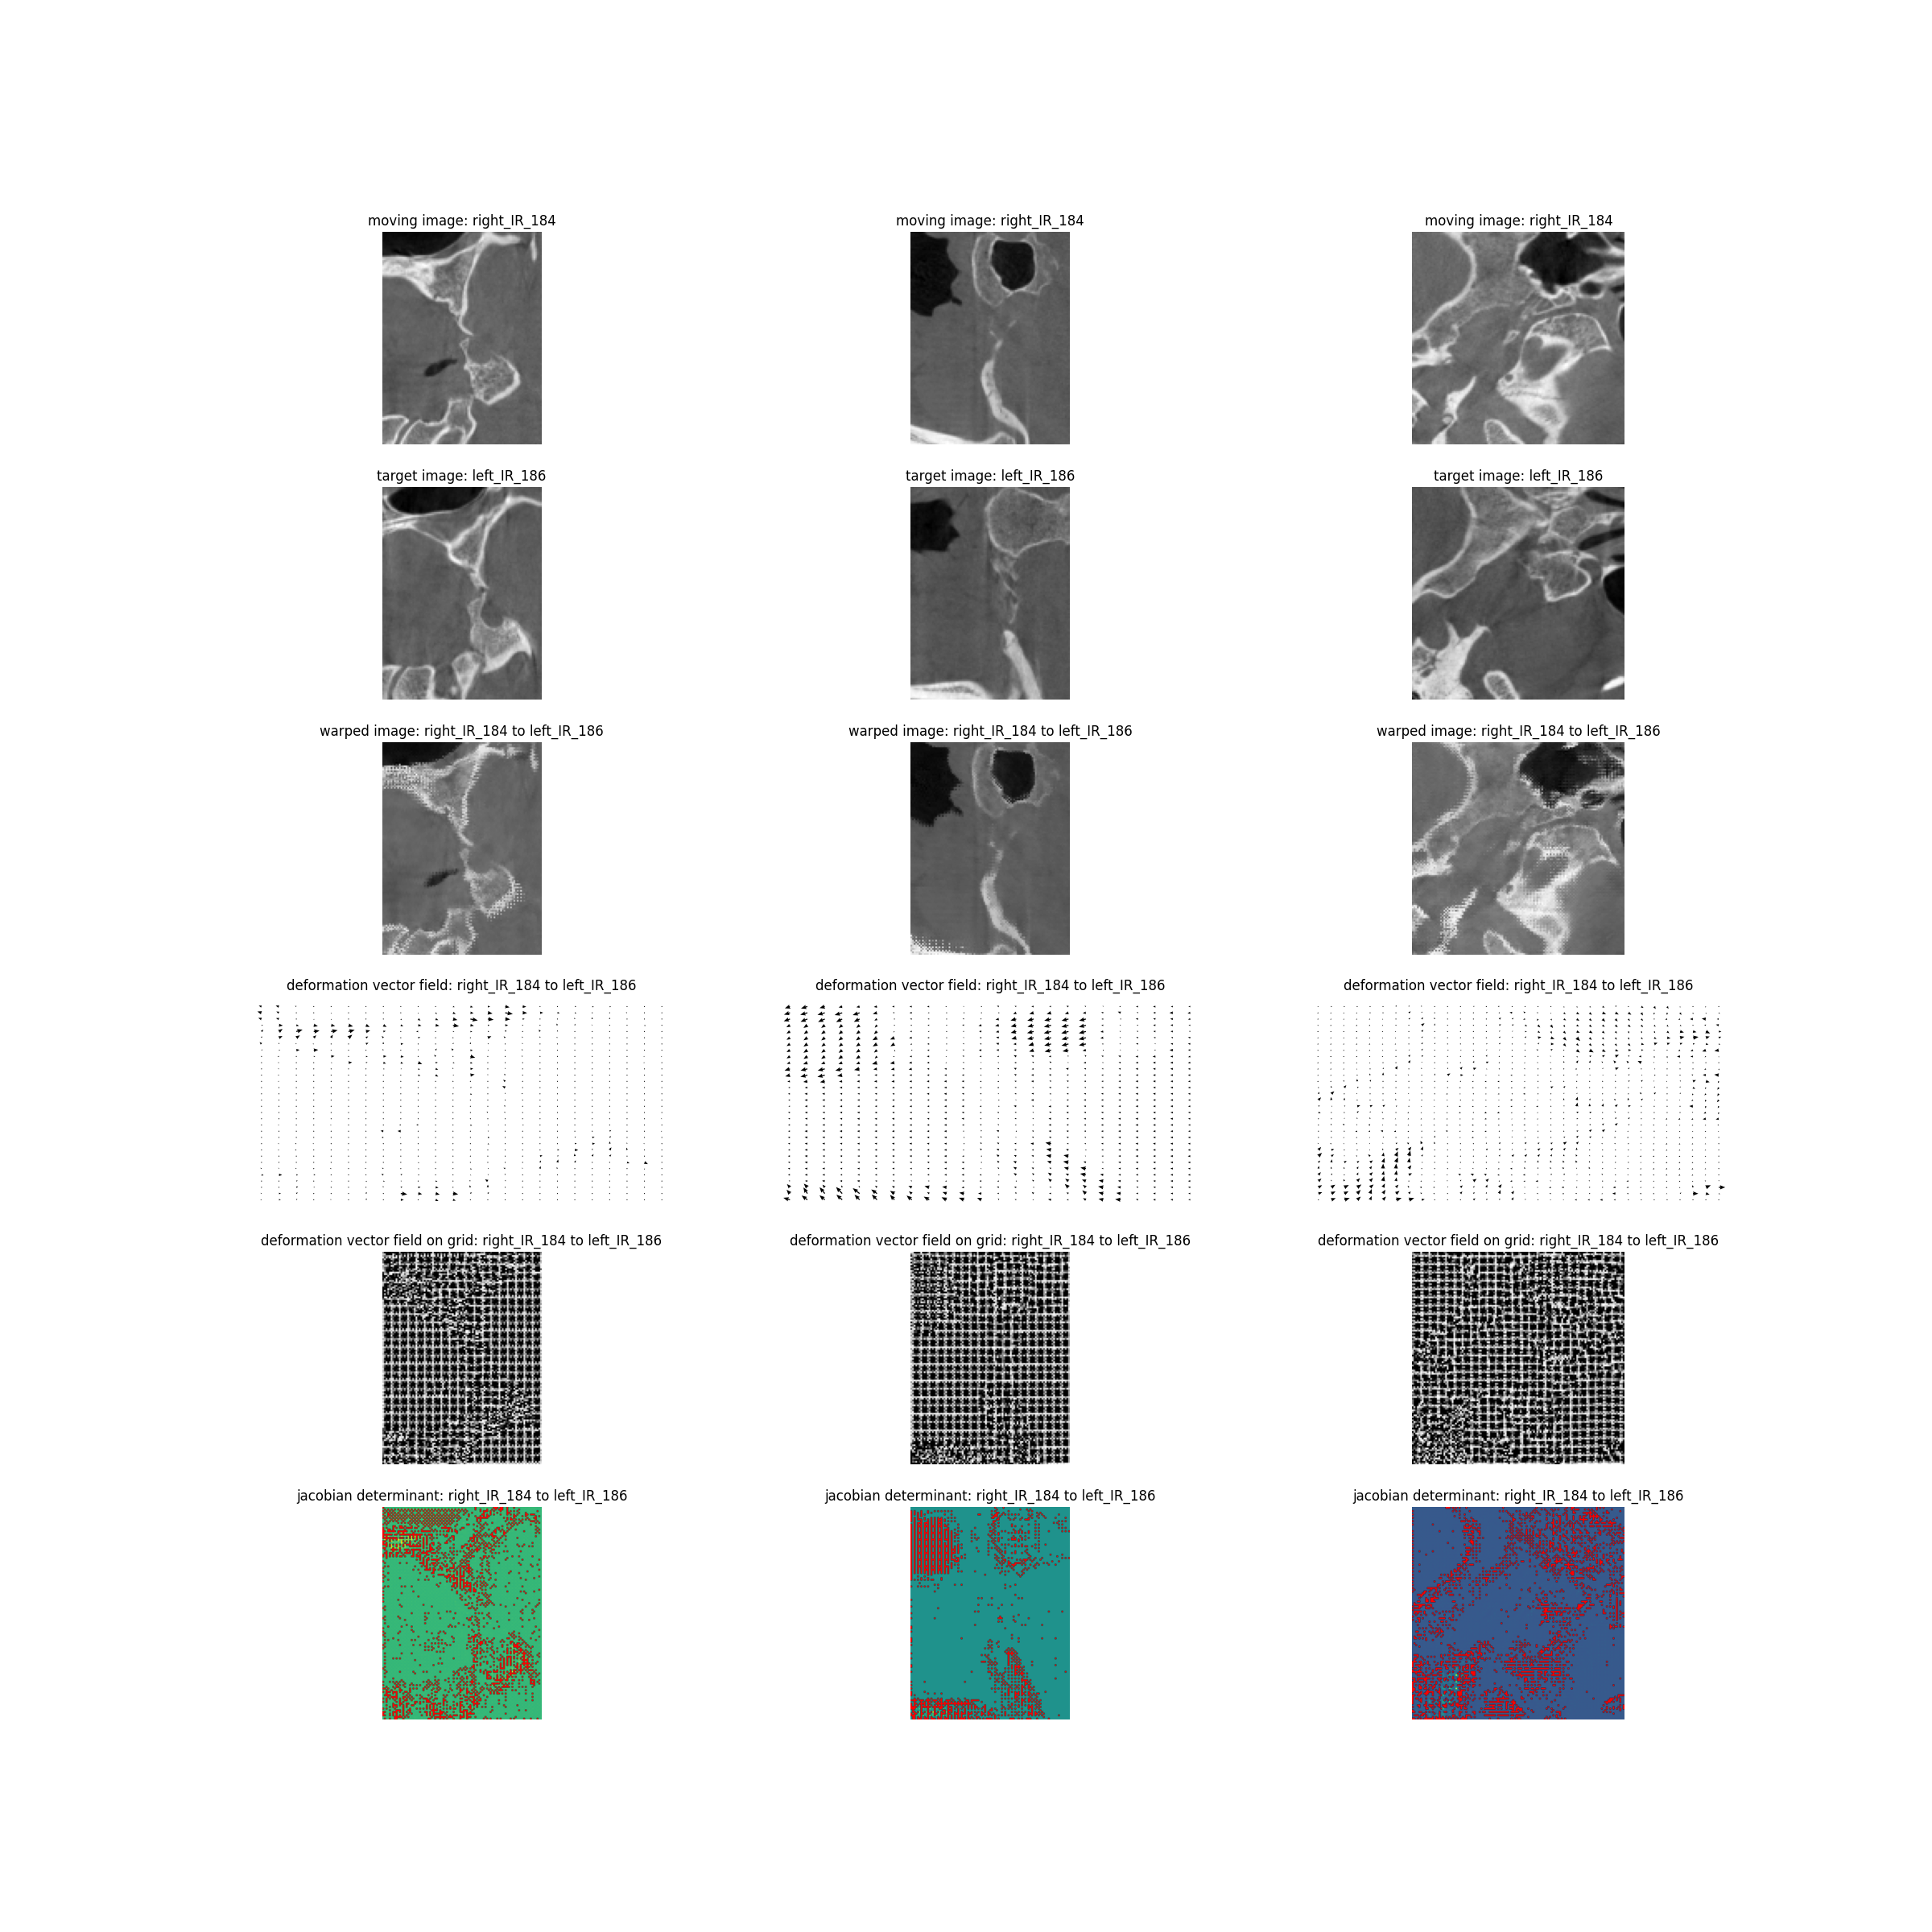 moving image: right_IR_184
moving image: right_IR_184
moving image: right_IR_184
target image: left_IR_186
target image: left_IR_186
target image: left_IR_186
warped image: right_IR_184 to left_IR_186
warped image: right_IR_184 to left_IR_186
warped image: right_IR_184 to left_IR_186
deformation vector field: right_IR_184 to left_IR_186
deformation vector field: right_IR_184 to left_IR_186
deformation vector field: right_IR_184 to left_IR_186
deformation vector field on grid: right_IR_184 to left_IR_186
deformation vector field on grid: right_IR_184 to left_IR_186
deformation vector field on grid: right_IR_184 to left_IR_186
jacobian determinant: right_IR_184 to left_IR_186
jacobian determinant: right_IR_184 to left_IR_186
jacobian determinant: right_IR_184 to left_IR_186